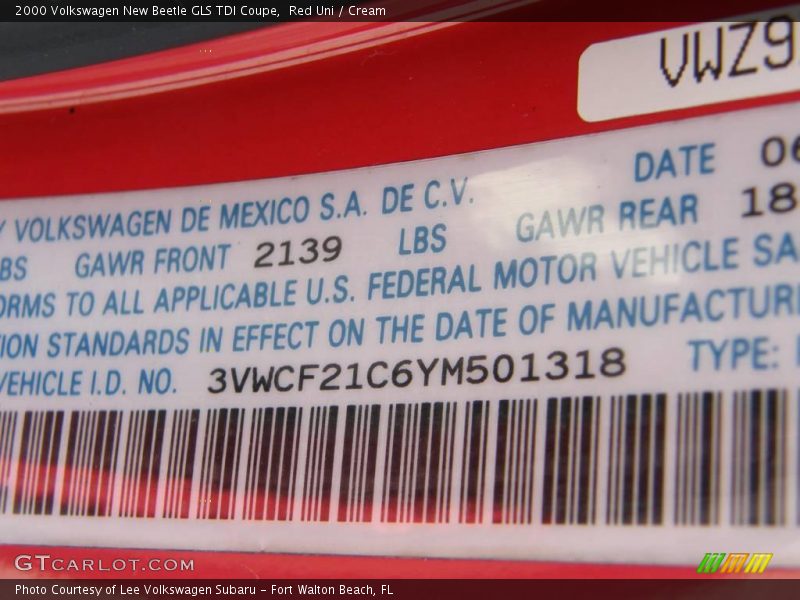 2000 Volkswagen New Beetle GLS TDI Coupe, Red Uni / Cream
VWZ9
DATE 06
Y VOLKSWAGEN DE MEXICO S.A. DE C.V.
BS GAWR FRONT 2139 LBS GAWR REAR 18
ORMS TO ALL APPLICABLE U.S. FEDERAL MOTOR VEHICLE SA
ION STANDARDS IN EFFECT ON THE DATE OF MANUFACTURE
VEHICLE I.D. NO. 3VWCF21C6YM501318 TYPE:
GTCARLOT.COM
Photo Courtesy of Lee Volkswagen Subaru - Fort Walton Beach, FL